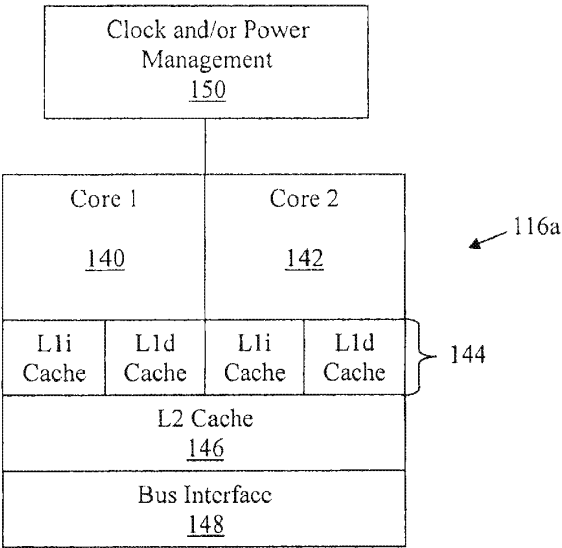 Clock and/or Power
Management
150
Core 1
Core 2
116a
140
142
L1i
Cache
L1d
Cache
L1i
Cache
L1d
Cache
144
L2 Cache
146
Bus Interface
148